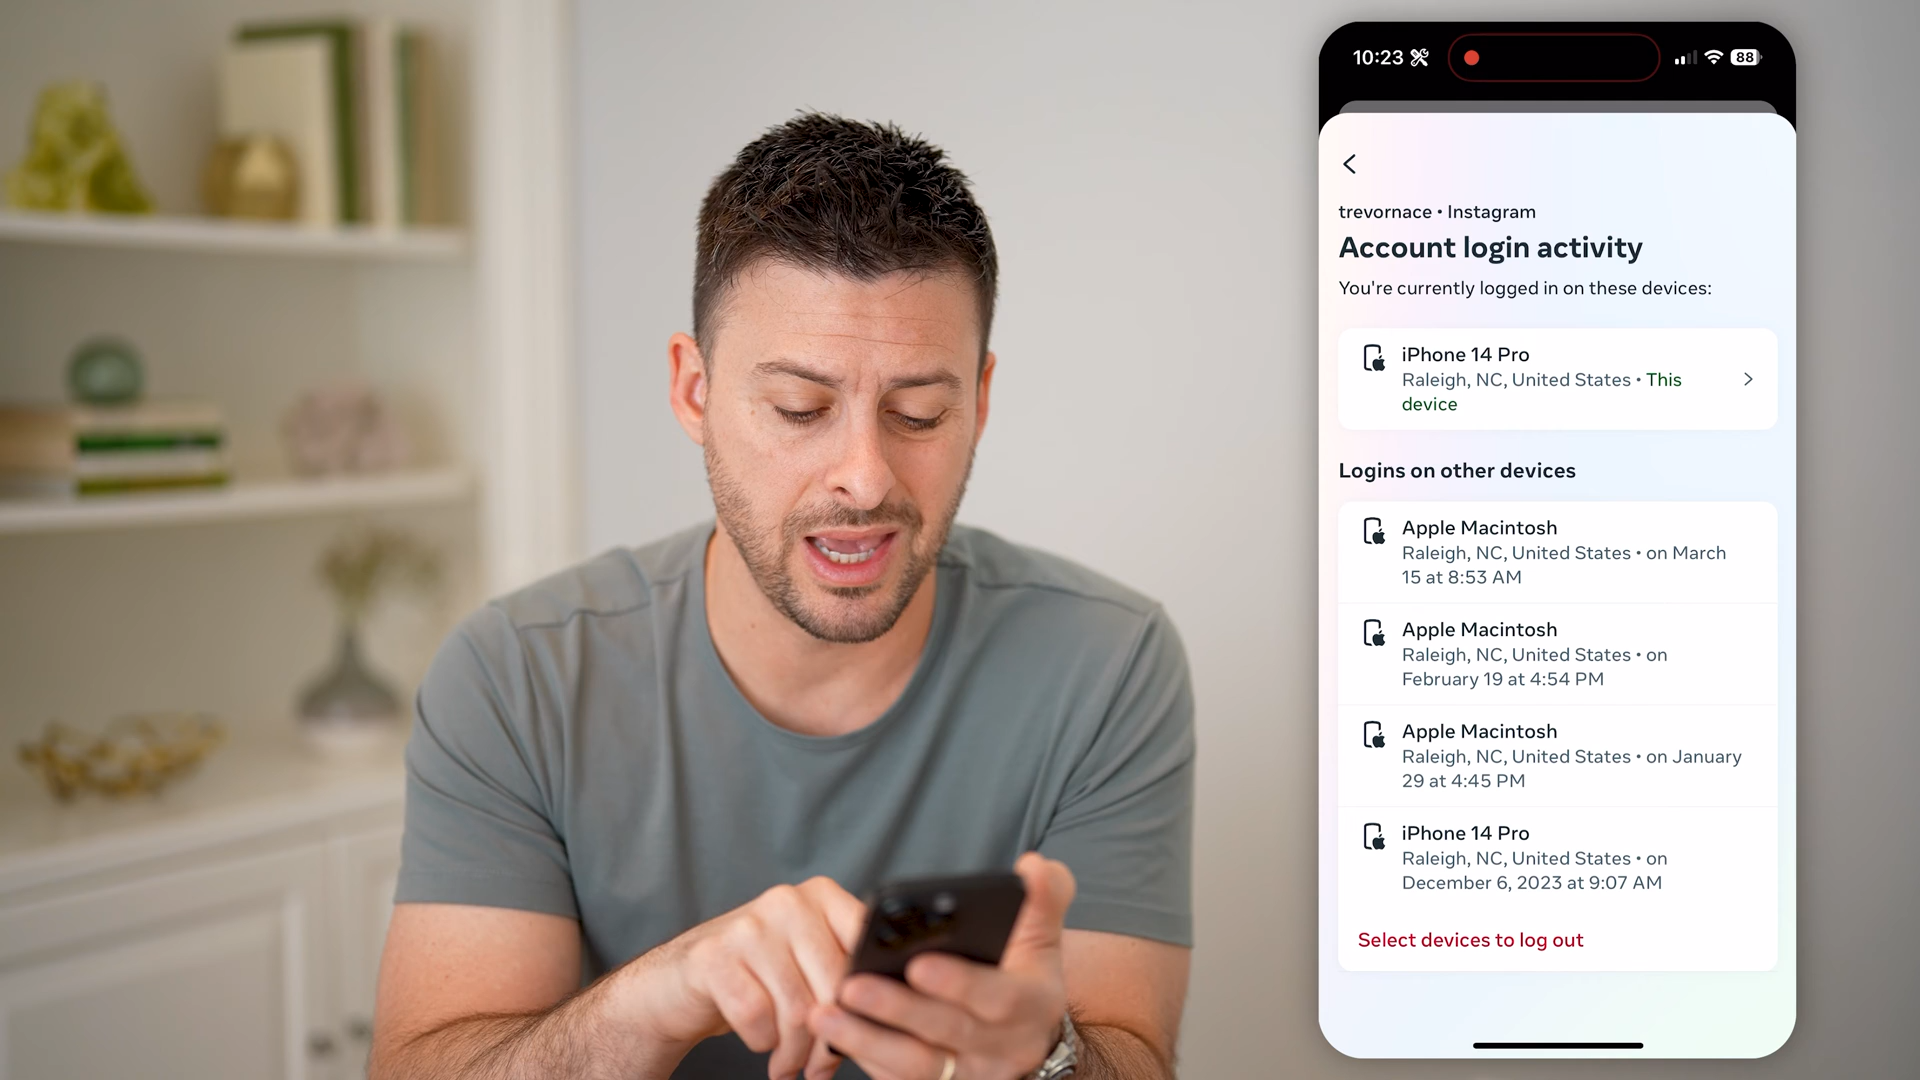 10:23
88
trevornace • Instagram
Account login activity
You're currently logged in on these devices:
iPhone 14 Pro
Raleigh, NC, United States • This
device
Logins on other devices
Apple Macintosh
Raleigh, NC, United States • on March
15 at 8:53 AM
Apple Macintosh
Raleigh, NC, United States • on
February 19 at 4:54 PM
Apple Macintosh
Raleigh, NC, United States • on January
29 at 4:45 PM
iPhone 14 Pro
Raleigh, NC, United States • on
December 6, 2023 at 9:07 AM
Select devices to log out